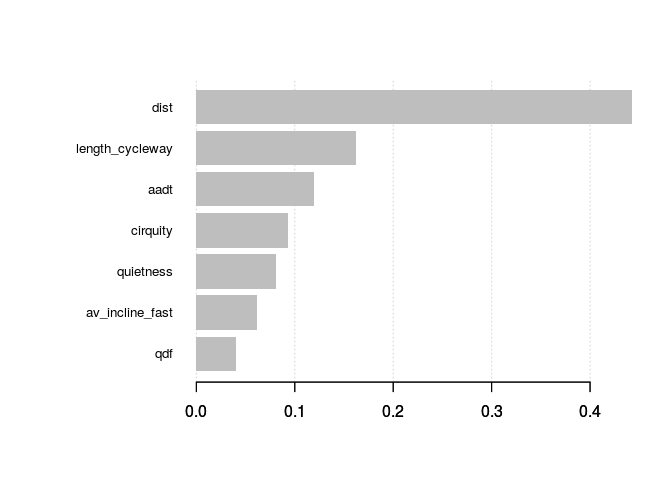 dist
length_cycleway
aadt
cirquity
quietness
av_incline_fast
qdf
0.0 0.1 0.2 0.3 0.4